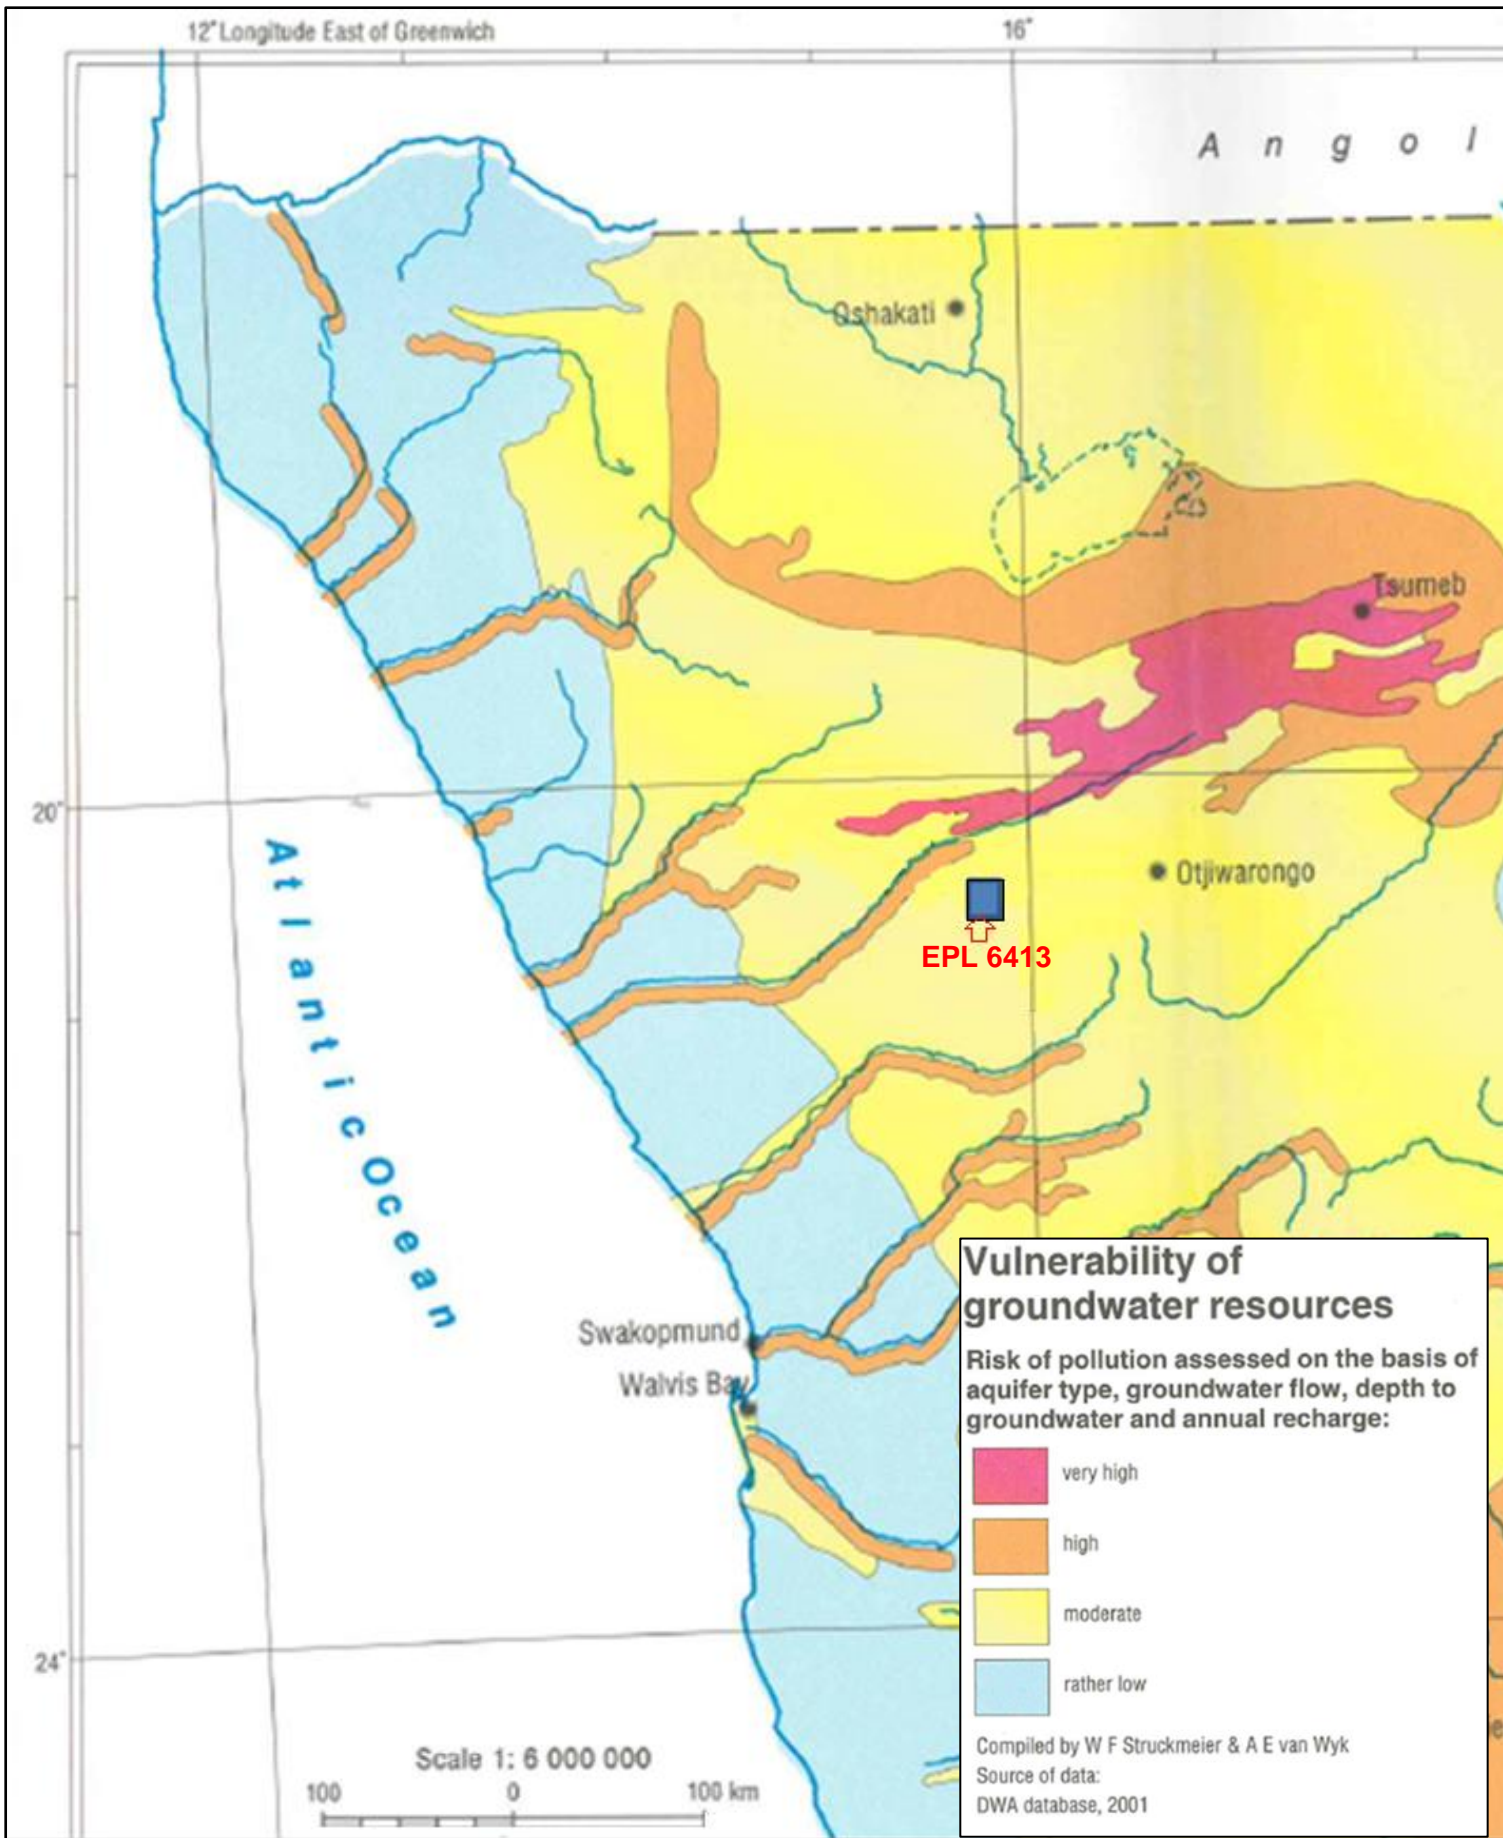 12° Longitude East of Greenwich
16°
A n g o l
Oshakati
Tsumeb
20°
Otjiwarongo
EPL 6413
Atlantic Ocean
Swakopmund
Walvis Bay
24°
Scale 1: 6 000 000
100 0 100 km
Vulnerability of
groundwater resources
Risk of pollution assessed on the basis of
aquifer type, groundwater flow, depth to
groundwater and annual recharge:
very high
high
moderate
rather low
Compiled by W F Struckmeier & A E van Wyk
Source of data:
DWA database, 2001